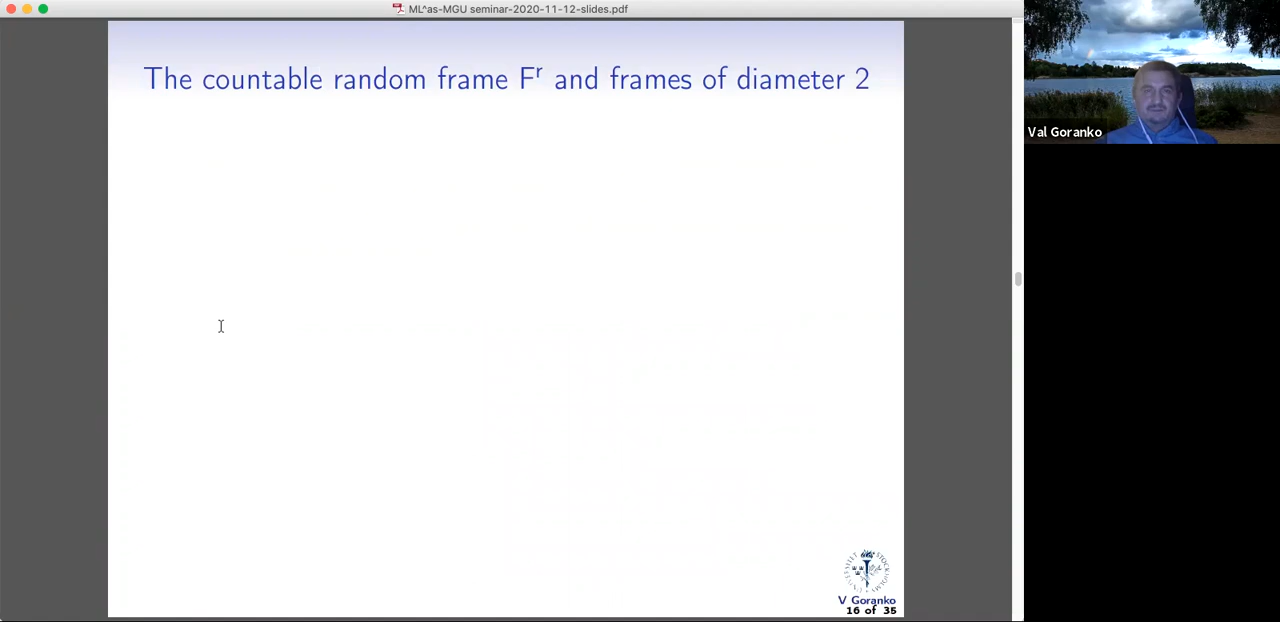 ML^as-MGU seminar-2020-11-12-slides.pdf
The countable random frame Fʳ and frames of diameter 2
Val Goranko
V Goranko
16 of 35